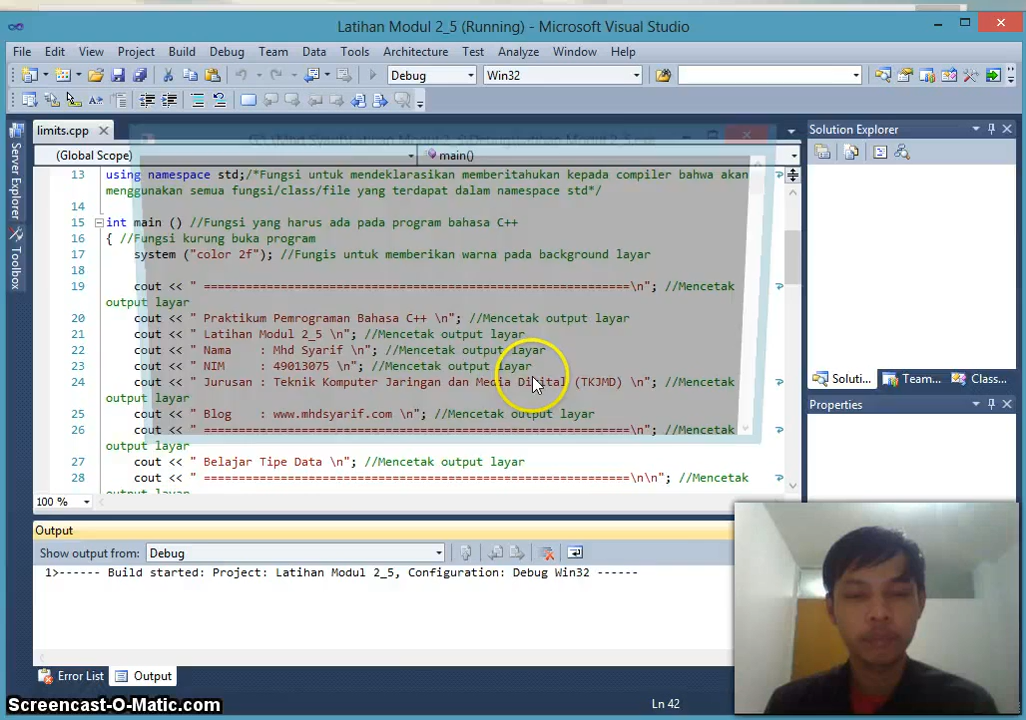 Latihan Modul 2_5 (Running) - Microsoft Visual Studio
File Edit View Project Build Debug Team Data Tools Architecture Test Analyze Window Help
Debug Win32
limits.cpp
Solution Explorer
(Global Scope) main()
13 using namespace std;/*Fungsi untuk mendeklarasikan memberitahukan kepada compiler bahwa akan
menggunakan semua fungsi/class/file yang terdapat dalam namespace std*/
14
15 int main () //Fungsi yang harus ada pada program bahasa C++
16 { //Fungsi kurung buka program
17 system ("color 2f"); //Fungis untuk memberikan warna pada background layar
18
19 cout << " =============================================================\n"; //Mencetak
output layar
20 cout << " Praktikum Pemrograman Bahasa C++ \n"; //Mencetak output layar
21 cout << " Latihan Modul 2_5 \n"; //Mencetak output layar
22 cout << " Nama : Mhd Syarif \n"; //Mencetak output layar
23 cout << " NIM : 49013075 \n"; //Mencetak output layar
24 cout << " Jurusan : Teknik Komputer Jaringan dan Media Digital (TKJMD) \n"; //Mencetak
output layar
25 cout << " Blog : www.mhdsyarif.com \n"; //Mencetak output layar
26 cout << " =============================================================\n"; //Mencetak
output layar
27 cout << " Belajar Tipe Data \n"; //Mencetak output layar
28 cout << " =============================================================\n\n"; //Mencetak
output layar
100 %
Server Explorer
Toolbox
Soluti... Team... Class...
Properties
Output
Show output from: Debug
1>------ Build started: Project: Latihan Modul 2_5, Configuration: Debug Win32 ------
Error List Output
Screencast-O-Matic.com
Ln 42